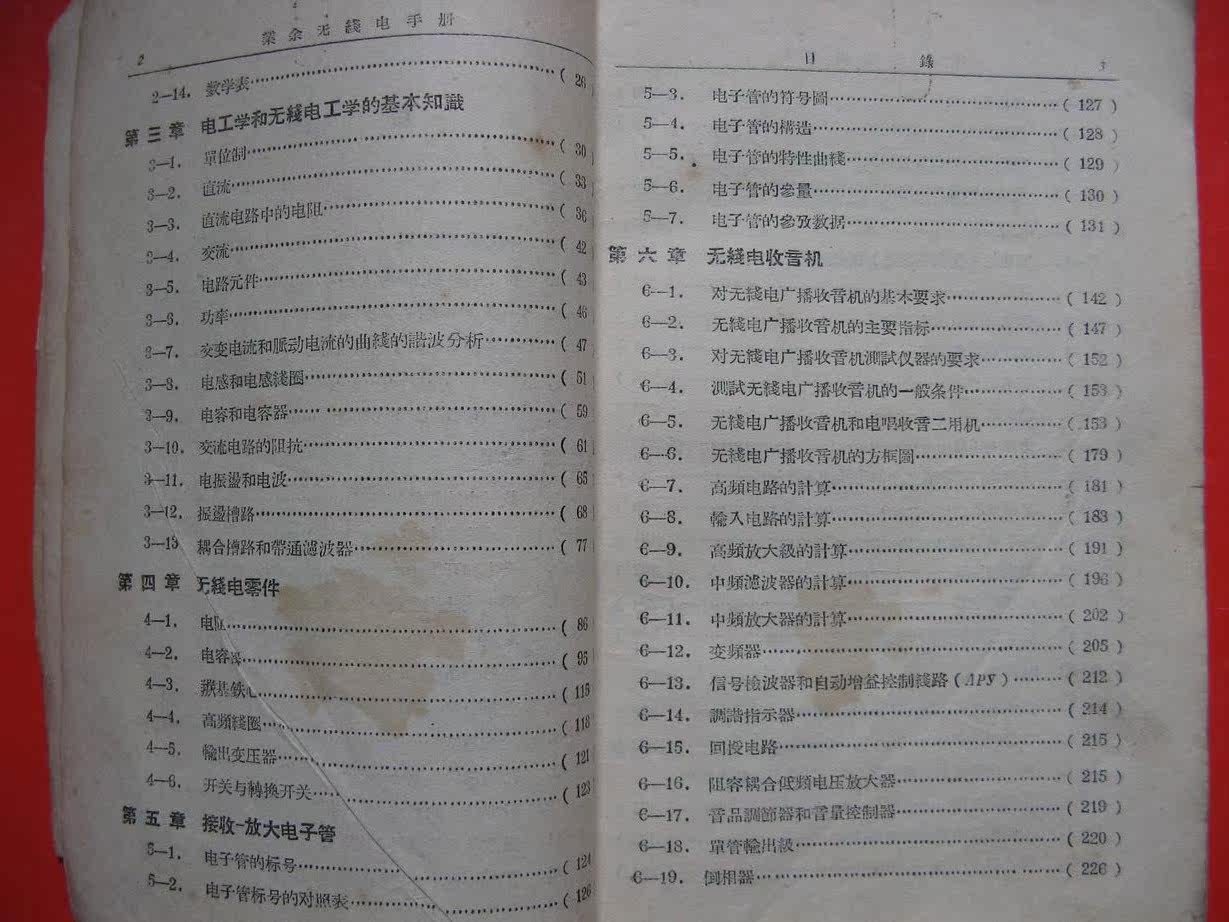 2 業余无綫电手册
2—14. 数学表……(26
第三章 电工学和无綫电工学的基本知識
3—1. 單位制……(30)
3—2. 直流……(33
3—3. 直流电路中的电阻……(36
3—4. 交流……(42
3—5. 电路元件……(43
3—6. 功率……(46
3—7. 交变电流和脈动电流的曲綫的諧波分析……(47
3—8. 电感和电感綫圈……(51
3—9. 电容和电容器……(59
3—10. 交流电路的阻抗……(61
3—11. 电振盪和电波……(65
3—12. 振盪槽路……(68
3—13 耦合槽路和帶通濾波器……(77
第四章 无綫电零件
4—1. 电阻……(86
4—2. 电容器……(95
4—3. 羰基鉄心……(115
4—4. 高頻綫圈……(118
4—5. 輸出变压器……(121
4—6. 开关与轉換开关……(123
第五章 接收-放大电子管
5—1. 电子管的标号……(124
5—2. 电子管标号的对照表……(126
目錄 3
5—3. 电子管的符号圖……(127)
5—4. 电子管的構造……(128)
5—5. 电子管的特性曲綫……(129)
5—6. 电子管的參量……(130)
5—7. 电子管的參攷数据……(131)
第六章 无綫电收音机
6—1. 对无綫电广播收音机的基本要求……(142)
6—2. 无綫电广播收音机的主要指标……(147)
6—3. 对无綫电广播收音机測試仪器的要求……(152)
6—4. 測試无綫电广播收音机的一般条件……(153)
6—5. 无綫电广播收音机和电唱收音二用机……(153)
6—6. 无綫电广播收音机的方框圖……(179)
6—7. 高頻电路的計算……(181)
6—8. 輸入电路的計算……(183)
6—9. 高頻放大級的計算……(191)
6—10. 中頻濾波器的計算……(196)
6—11. 中頻放大器的計算……(202)
6—12. 变頻器……(205)
6—13. 信号檢波器和自动增益控制綫路(АРУ)……(212)
6—14. 調諧指示器……(214)
6—15. 回授电路……(215)
6—16. 阻容耦合低頻电压放大器……(215)
6—17. 音品調節器和音量控制器……(219)
6—18. 單管輸出級……(220)
6—19. 倒相器……(226)